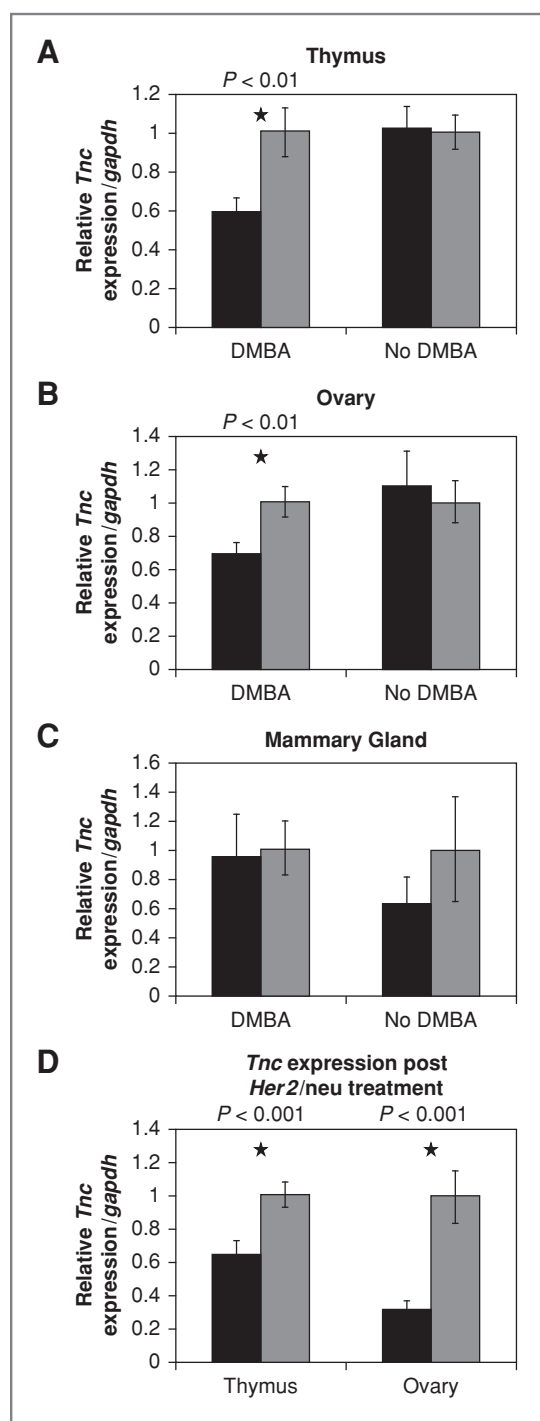 A
Thymus
P < 0.01
Relative Tnc
expression/gapdh
1.2
1
0.8
0.6
0.4
0.2
0
DMBA
No DMBA
B
Ovary
P < 0.01
Relative Tnc
expression/gapdh
1.4
1.2
1
0.8
0.6
0.4
0.2
0
DMBA
No DMBA
C
Mammary Gland
Relative Tnc
expression/gapdh
1.6
1.4
1.2
1
0.8
0.6
0.4
0.2
0
DMBA
No DMBA
D
Tnc expression post
Her2/neu treatment
P < 0.001
P < 0.001
Relative Tnc
expression/gapdh
1.4
1.2
1
0.8
0.6
0.4
0.2
0
Thymus
Ovary